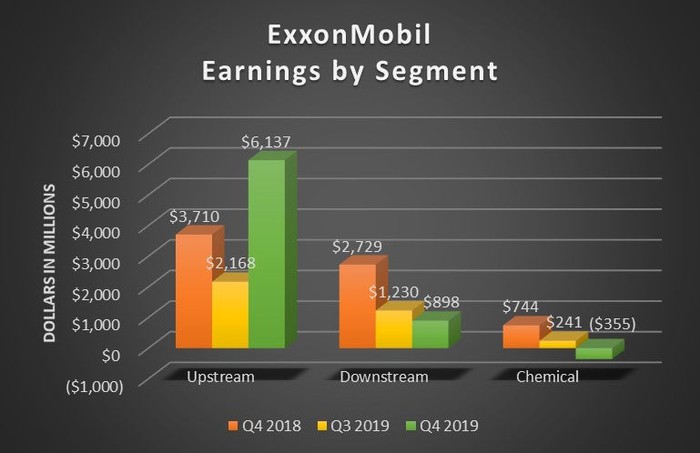 ExxonMobil
Earnings by Segment
DOLLARS IN MILLIONS
$7,000
$6,000
$5,000
$4,000
$3,000
$2,000
$1,000
$0
($1,000)
$3,710
$2,168
$6,137
$2,729
$1,230
$898
$744
$241
($355)
Upstream
Downstream
Chemical
Q4 2018
Q3 2019
Q4 2019